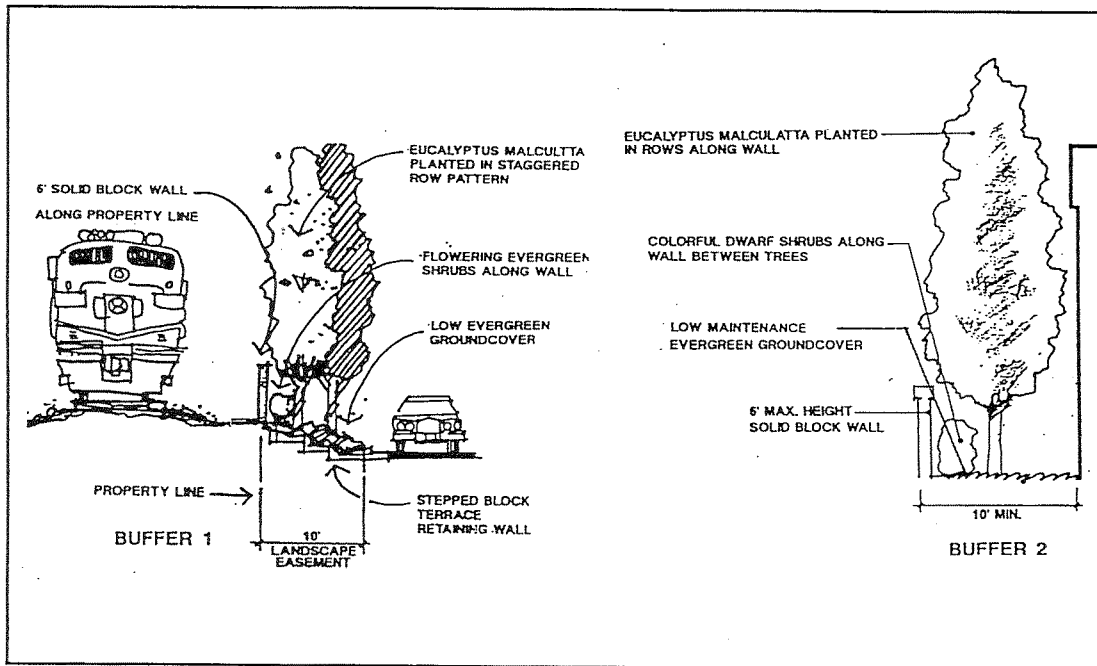 EUCALYPTUS MALCULTTA
PLANTED IN STAGGERED
ROW PATTERN
6' SOLID BLOCK WALL
ALONG PROPERTY LINE
FLOWERING EVERGREEN
SHRUBS ALONG WALL
LOW EVERGREEN
GROUNDCOVER
PROPERTY LINE
STEPPED BLOCK
TERRACE
RETAINING WALL
10'
LANDSCAPE
EASEMENT
BUFFER 1
EUCALYPTUS MALCULATTA PLANTED
IN ROWS ALONG WALL
COLORFUL DWARF SHRUBS ALONG
WALL BETWEEN TREES
LOW MAINTENANCE
EVERGREEN GROUNDCOVER
6' MAX. HEIGHT
SOLID BLOCK WALL
10' MIN.
BUFFER 2